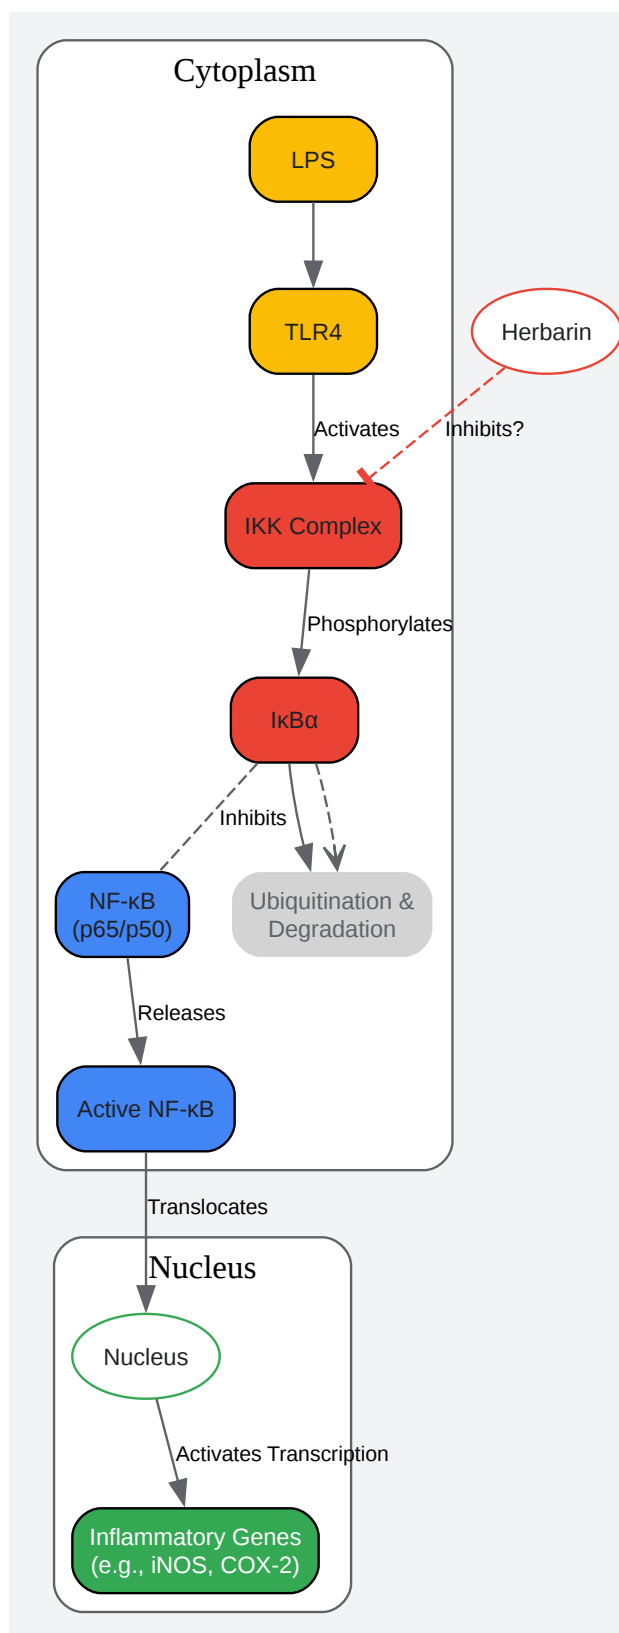 Cytoplasm
LPS
TLR4
Herbarin
Activates
Inhibits?
IKK Complex
Phosphorylates
IκBα
Inhibits
NF-κB
(p65/p50)
Ubiquitination &
Degradation
Releases
Active NF-κB
Translocates
Nucleus
Nucleus
Activates Transcription
Inflammatory Genes
(e.g., iNOS, COX-2)